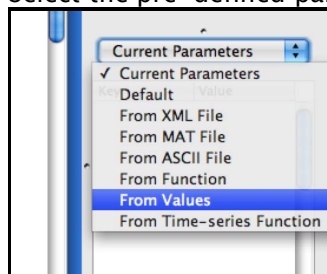 Current Parameters
✓ Current Parameters
Default
From XML File
From MAT File
From ASCII File
From Function
From Values
From Time-series Function
Value